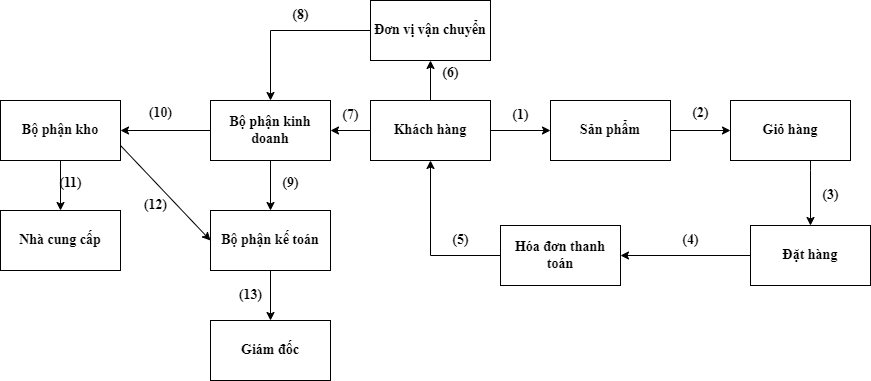 (8)
Đơn vị vận chuyển
(6)
Bộ phận kho
(10)
Bộ phận kinh
doanh
(7)
Khách hàng
(1)
Sản phẩm
(2)
Giỏ hàng
(11)
(12)
(9)
(3)
Nhà cung cấp
Bộ phận kế toán
(5)
Hóa đơn thanh
toán
(4)
Đặt hàng
(13)
Giám đốc